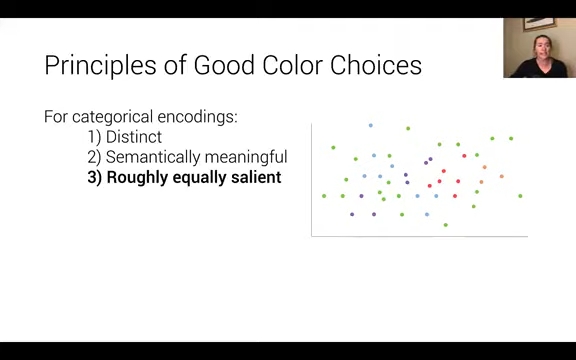 Principles of Good Color Choices
For categorical encodings:
1) Distinct
2) Semantically meaningful
3) Roughly equally salient